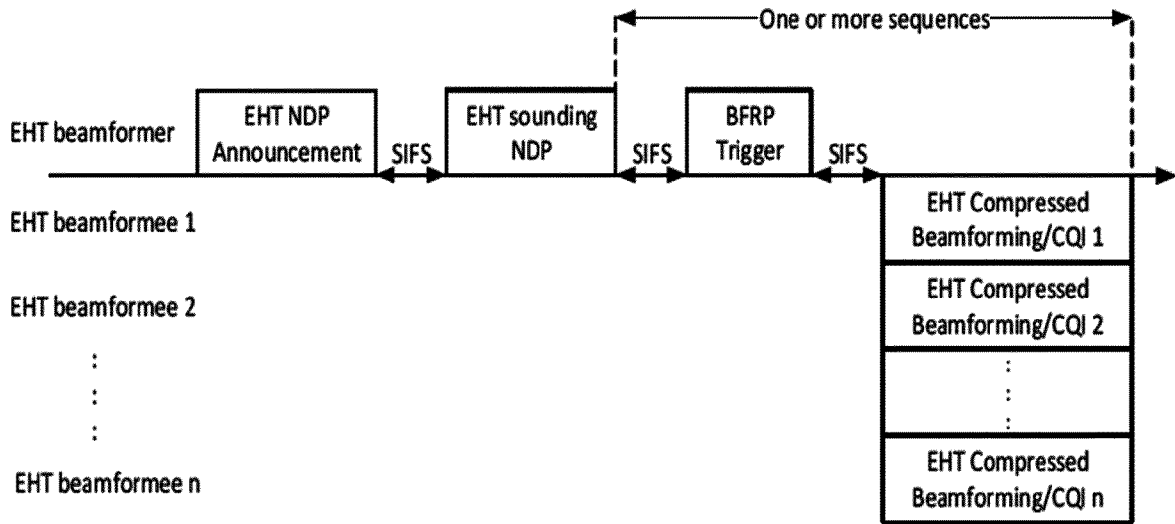 One or more sequences
EHT beamformer
EHT NDP
Announcement
SIFS
EHT sounding
NDP
SIFS
BFRP
Trigger
SIFS
EHT beamformee 1
EHT Compressed
Beamforming/CQI 1
EHT beamformee 2
EHT Compressed
Beamforming/CQI 2
EHT beamformee n
EHT Compressed
Beamforming/CQI n